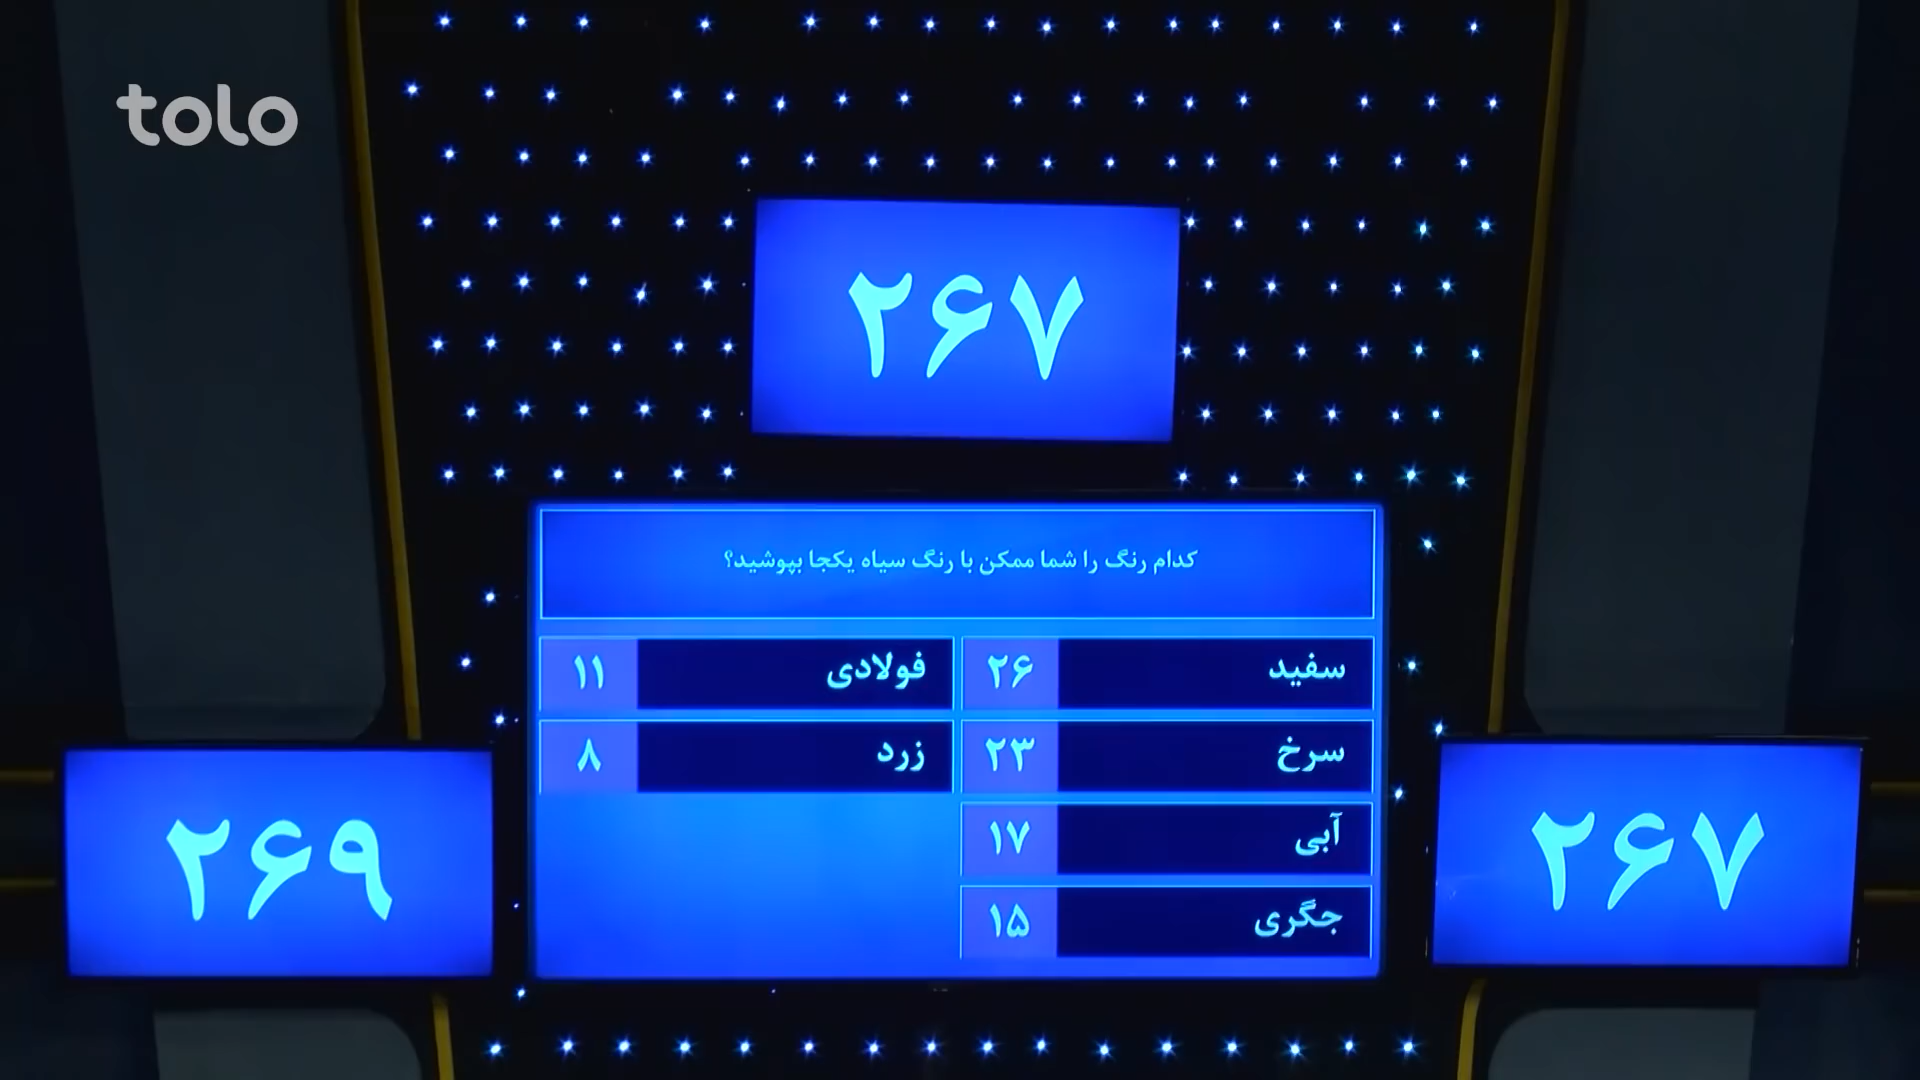 tolo
۲۶۷
کدام رنگ را شما ممکن با رنگ سیاه یکجا بپوشید؟
سفید ۲۶
سرخ ۲۳
آبی ۱۷
جگری ۱۵
فولادی ۱۱
زرد ۸
۲۶۹
۲۶۷